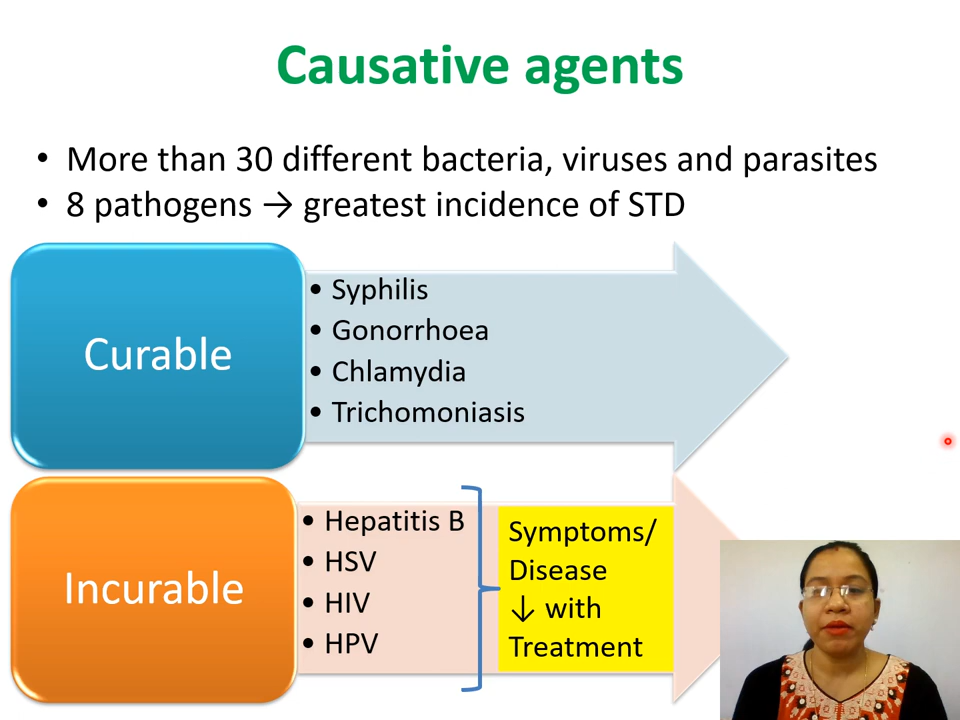 Causative agents
• More than 30 different bacteria, viruses and parasites
• 8 pathogens → greatest incidence of STD
Curable
• Syphilis
• Gonorrhoea
• Chlamydia
• Trichomoniasis
Incurable
• Hepatitis B
• HSV
• HIV
• HPV
Symptoms/
Disease
↓ with
Treatment